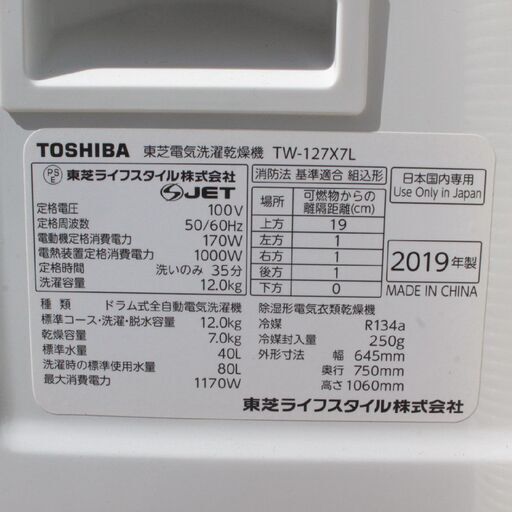 TOSHIBA 東芝電気洗濯乾燥機 TW-127X7L
PS E 東芝ライフスタイル株式会社
S JET
定格電圧 100V
定格周波数 50/60Hz
電動機定格消費電力 170W
電熱装置定格消費電力 1000W
定格時間 洗いのみ 35分
洗濯容量 12.0kg
消防法 基準適合 組込形
場所 可燃物からの離隔距離(cm)
上方 19
左方 1
右方 1
後方 1
下方 0
日本国内専用
Use Only in Japan
2019年製
MADE IN CHINA
種類 ドラム式全自動電気洗濯機
標準コース・洗濯・脱水容量 12.0kg
乾燥容量 7.0kg
標準水量 40L
洗濯時の標準使用水量 80L
最大消費電力 1170W
除湿形電気衣類乾燥機
冷媒 R134a
冷媒封入量 250g
外形寸法 幅 645mm
奥行 750mm
高さ 1060mm
東芝ライフスタイル株式会社